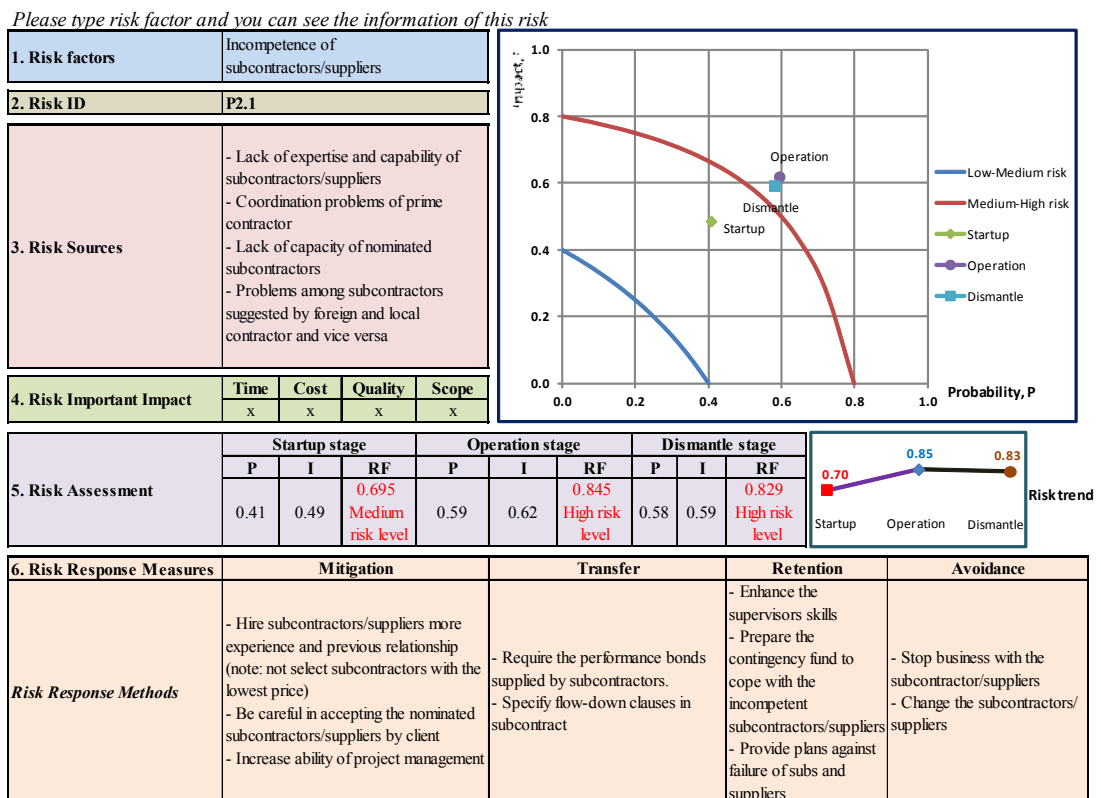 Please type risk factor and you can see the information of this risk
1. Risk factors
Incompetence of
subcontractors/suppliers
2. Risk ID
P2.1
3. Risk Sources
- Lack of expertise and capability of
subcontractors/suppliers
- Coordination problems of prime
contractor
- Lack of capacity of nominated
subcontractors
- Problems among subcontractors
suggested by foreign and local
contractor and vice versa
4. Risk Important Impact
Time Cost Quality Scope
x x x x
1.0
0.8
0.6
0.4
0.2
0.0
0.0 0.2 0.4 0.6 0.8 1.0
Probability, P
Operation
Dismantle
Startup
Low-Medium risk
Medium-High risk
Startup
Operation
Dismantle
5. Risk Assessment
Startup stage Operation stage Dismantle stage
P I RF P I RF P I RF
0.41 0.49 0.695 Medium risk level 0.59 0.62 0.845 High risk level 0.58 0.59 0.829 High risk level
0.70 0.85 0.83
Startup Operation Dismantle
Risk trend
6. Risk Response Measures
Mitigation Transfer Retention Avoidance
Risk Response Methods
- Hire subcontractors/suppliers more
experience and previous relationship
(note: not select subcontractors with the
lowest price)
- Be careful in accepting the nominated
subcontractors/suppliers by client
- Increase ability of project management
- Require the performance bonds
supplied by subcontractors.
- Specify flow-down clauses in
subcontract
- Enhance the
supervisors skills
- Prepare the
contingency fund to
cope with the
incompetent
subcontractors/suppliers
- Provide plans against
failure of subs and
suppliers
- Stop business with the
subcontractor/suppliers
- Change the subcontractors/
suppliers